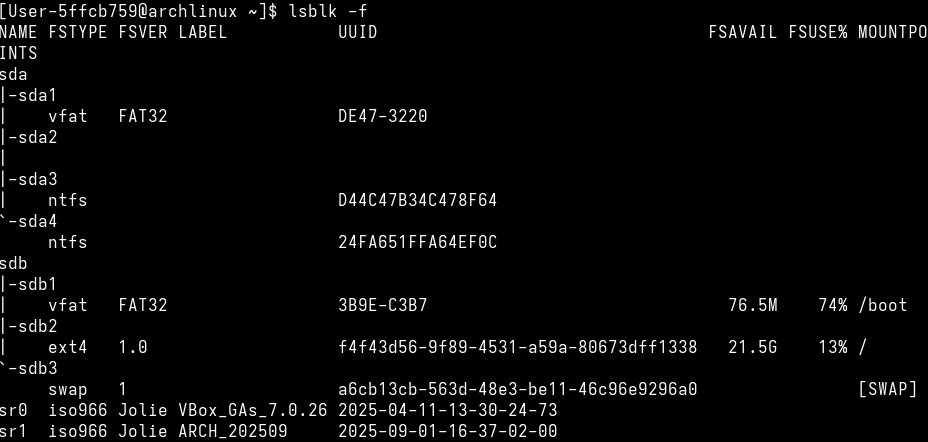 [User-5ffcb759@archlinux ~]$ lsblk -f
NAME FSTYPE FSVER LABEL           UUID                                 FSAVAIL FSUSE% MOUNTPO
INTS
sda
|-sda1
|    vfat   FAT32                 DE47-3220
|-sda2
|
|-sda3
|    ntfs                         D44C47B34C478F64
`-sda4
     ntfs                         24FA651FFA64EF0C
sdb
|-sdb1
|    vfat   FAT32                 3B9E-C3B7                              76.5M    74% /boot
|-sdb2
|    ext4   1.0                   f4f43d56-9f89-4531-a59a-80673dff1338   21.5G    13% /
`-sdb3
     swap   1                     a6cb13cb-563d-48e3-be11-46c96e9296a0                [SWAP]
sr0  iso966 Jolie VBox_GAs_7.0.26 2025-04-11-13-30-24-73
sr1  iso966 Jolie ARCH_202509     2025-09-01-16-37-02-00